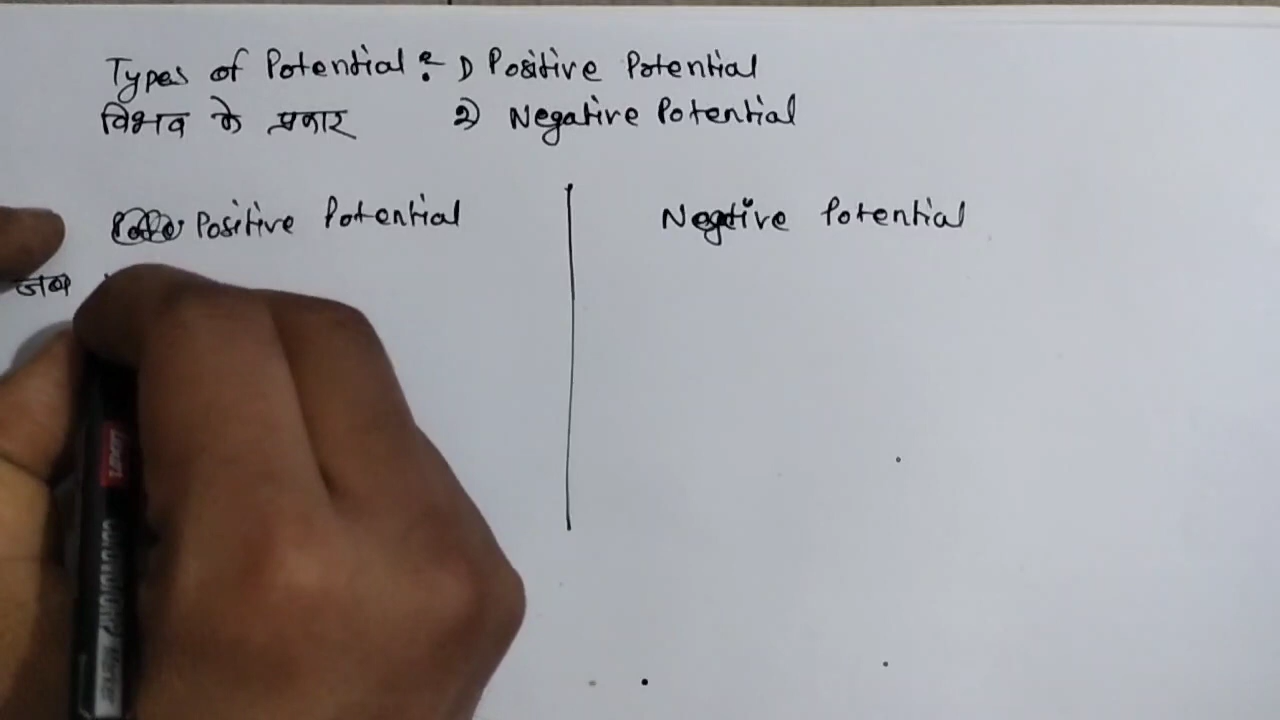 Types of Potential :- 1) Positive Potential
विभव के प्रकार 2) Negative Potential
Positive Potential
Negative Potential
जब